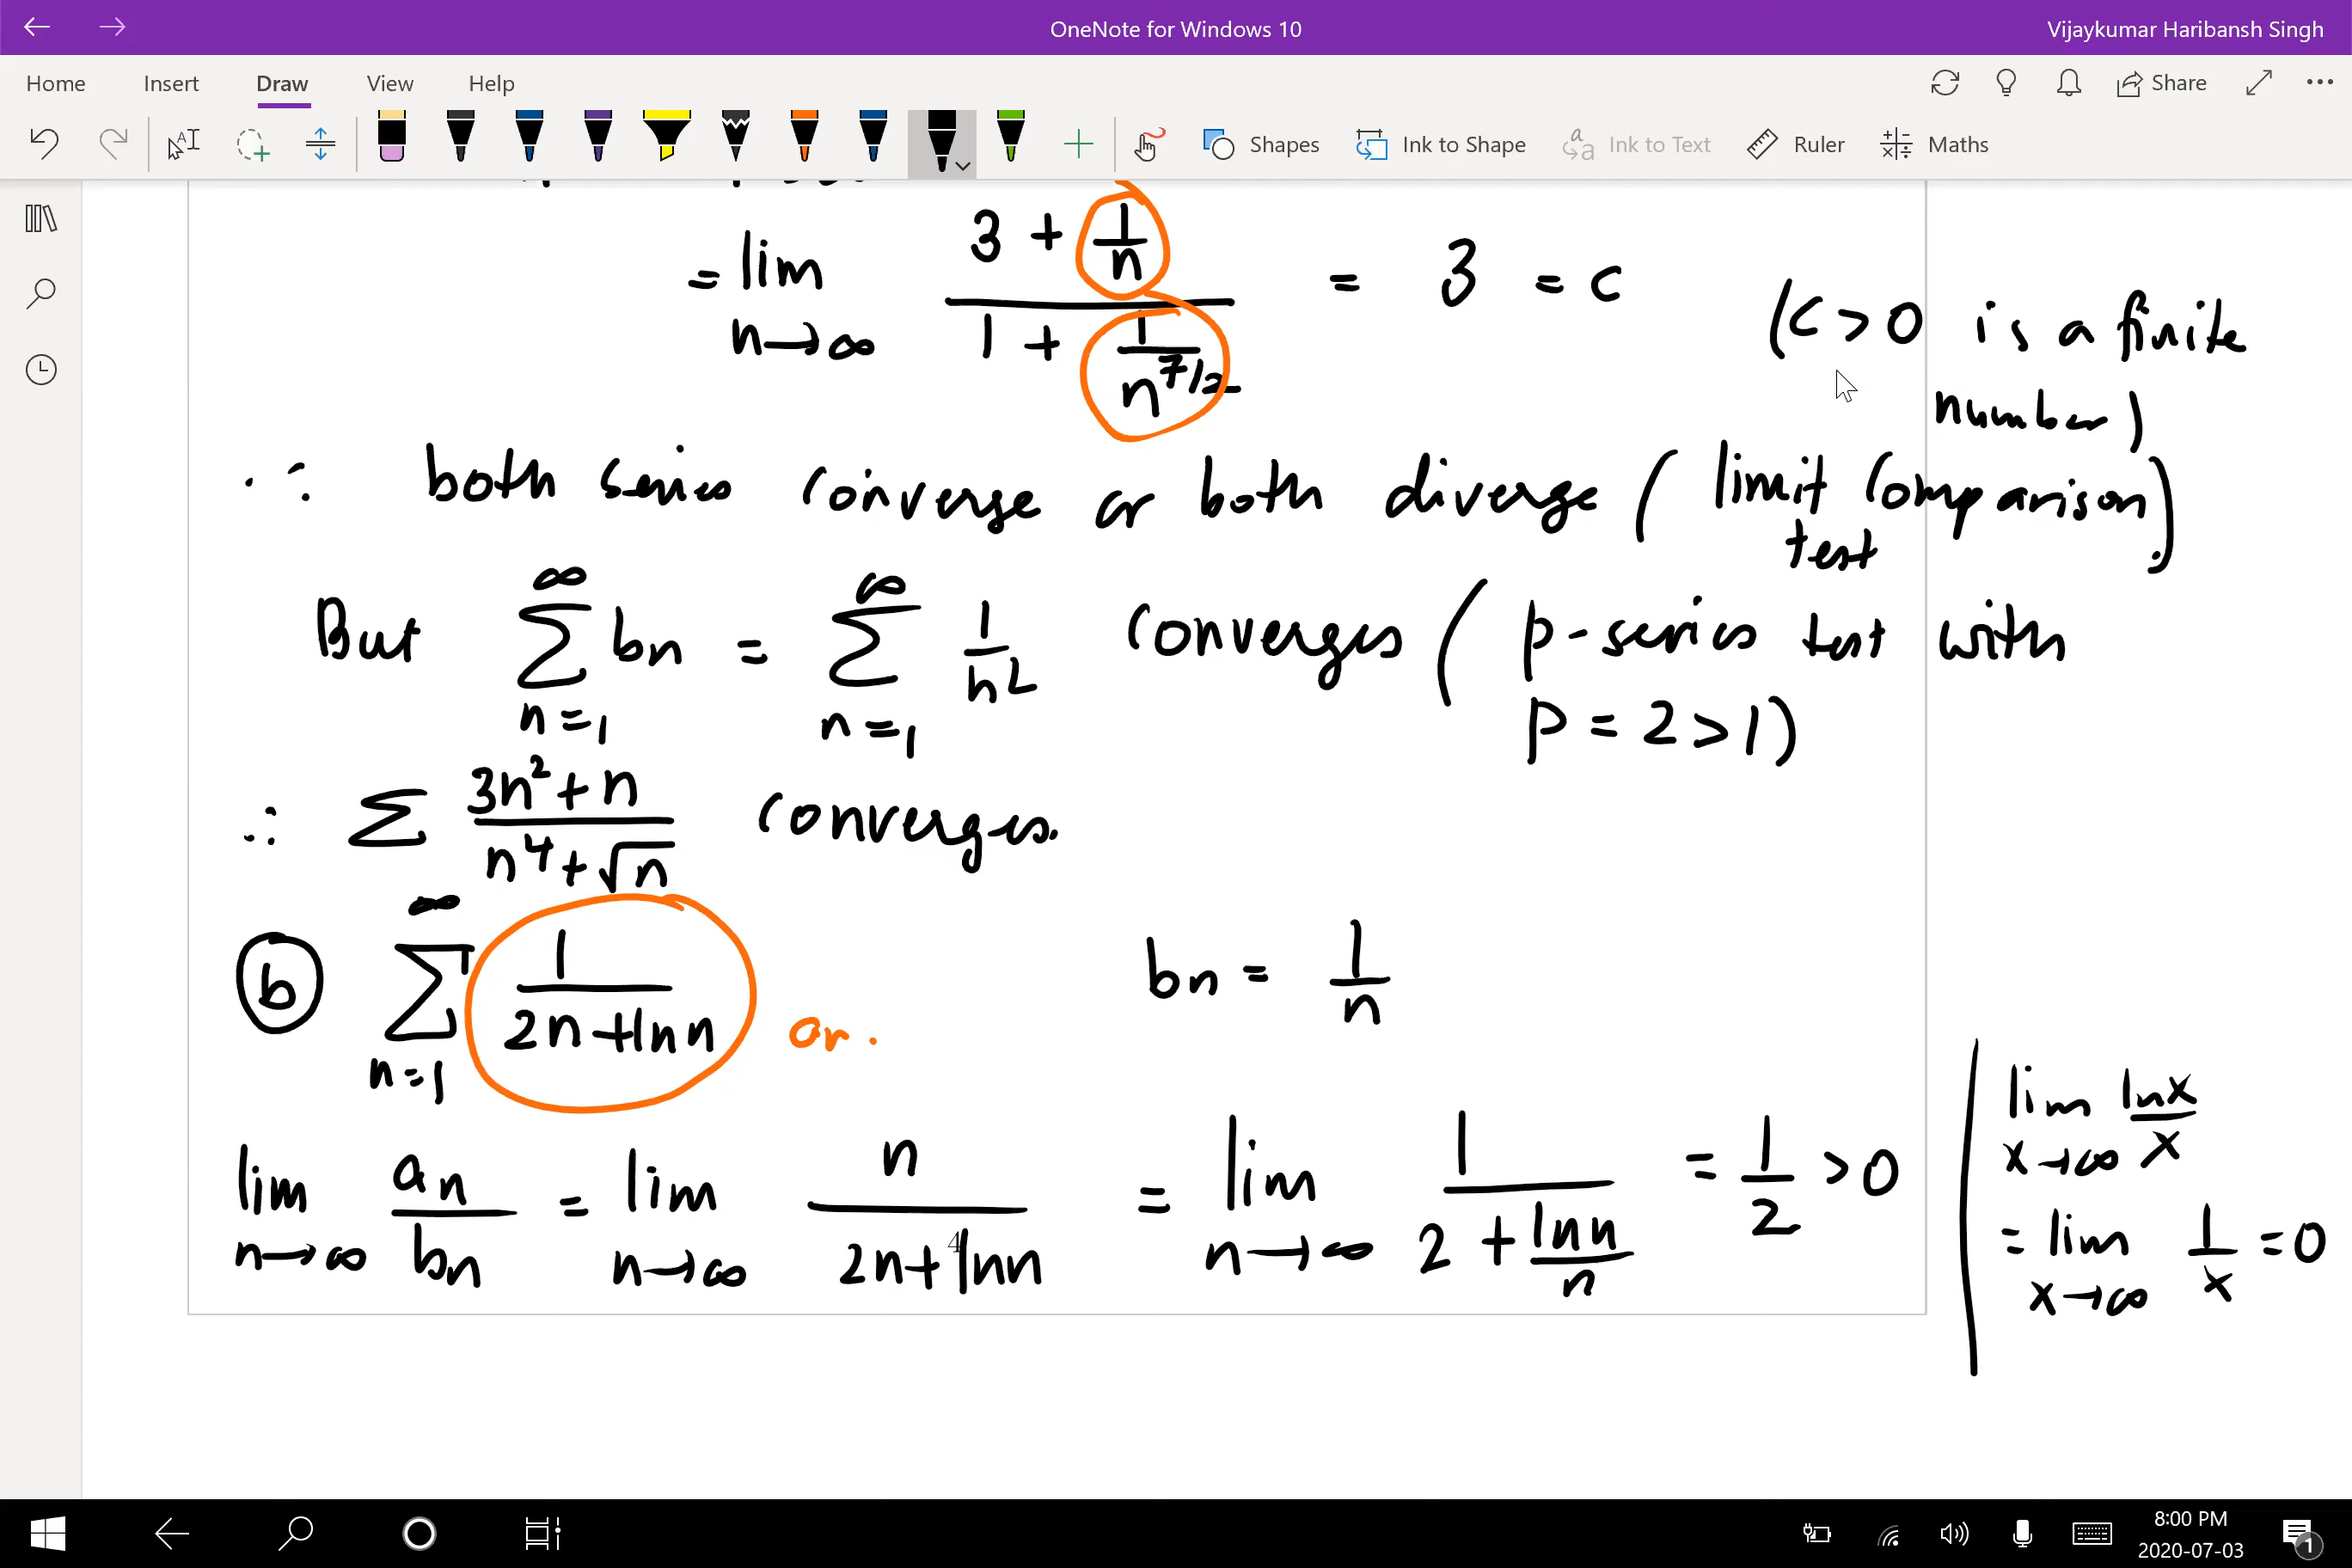 OneNote for Windows 10
Vijaykumar Haribansh Singh
Home Insert Draw View Help
Share
Shapes Ink to Shape Ink to Text Ruler Maths
= lim n→∞ (3 + 1/n) / (1 + 1/n^7/2) = 3 = c (c > 0 is a finite
number)
∴ both series converge or both diverge (limit comparison
test)
But ∞ ∑ n=1 bn = ∞ ∑ n=1 1/n² converges (p-series test with
p = 2 > 1)
∴ ∑ (3n² + n) / (n⁴ + √n) converges.
(b) ∞ ∑ n=1 1 / (2n + ln n) an. bn = 1/n
lim n→∞ an/bn = lim n→∞ n / (2n + ln n) = lim n→∞ 1 / (2 + ln n / n) = 1/2 > 0
lim x→∞ ln x / x
= lim x→∞ 1/x = 0
4
8:00 PM
2020-07-03
1